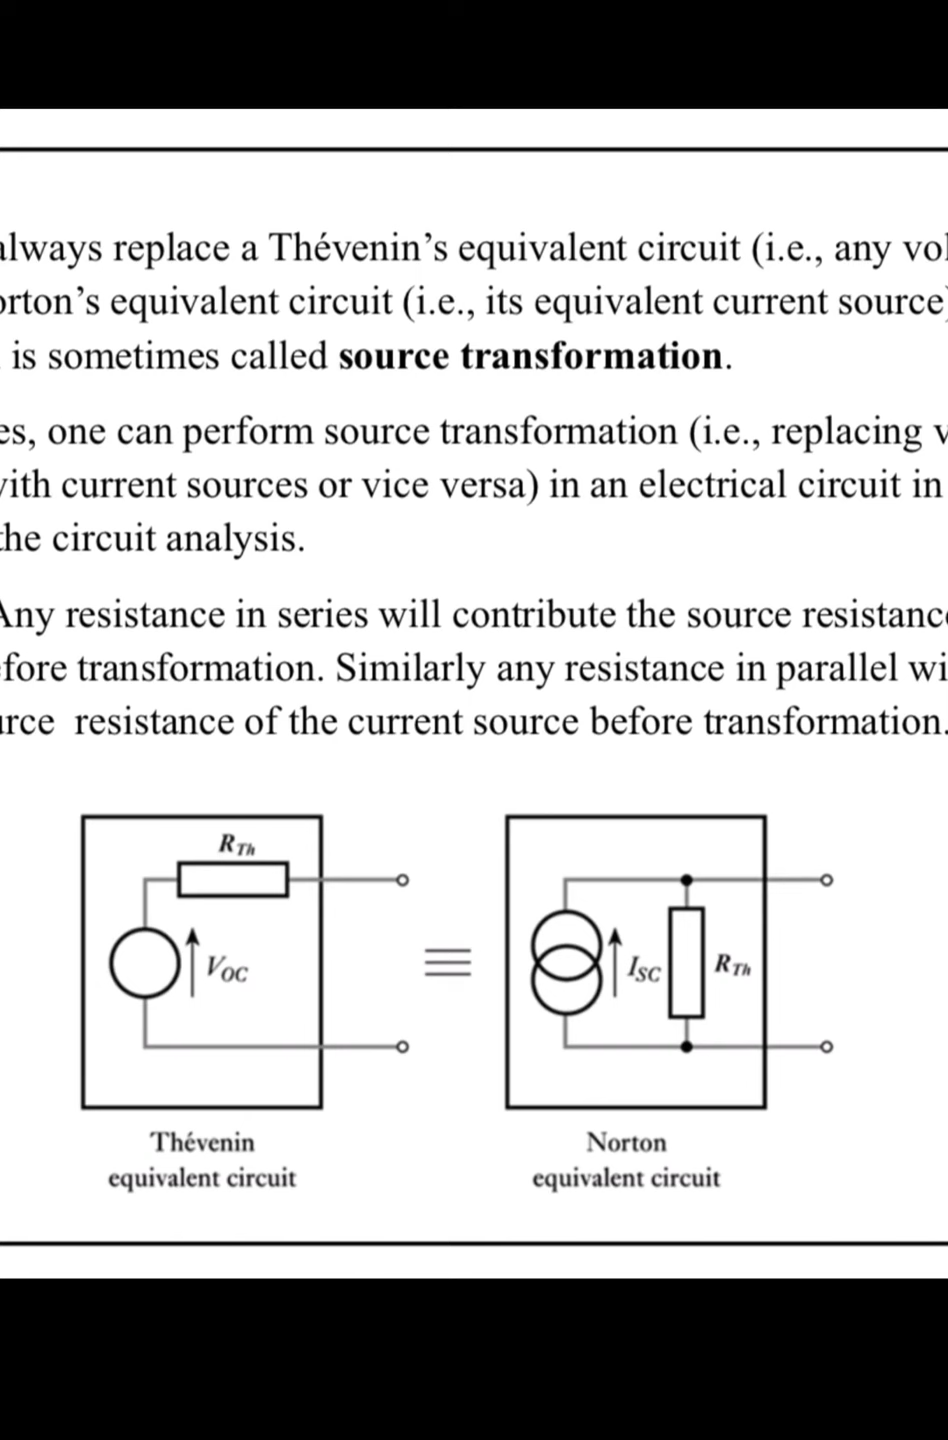 always replace a Thévenin's equivalent circuit (i.e., any vol
orton's equivalent circuit (i.e., its equivalent current source)
is sometimes called source transformation.
es, one can perform source transformation (i.e., replacing v
with current sources or vice versa) in an electrical circuit in
the circuit analysis.
Any resistance in series will contribute the source resistance
efore transformation. Similarly any resistance in parallel wi
urce resistance of the current source before transformation.
RTh
VOC
ISC
RTh
Thévenin
equivalent circuit
Norton
equivalent circuit